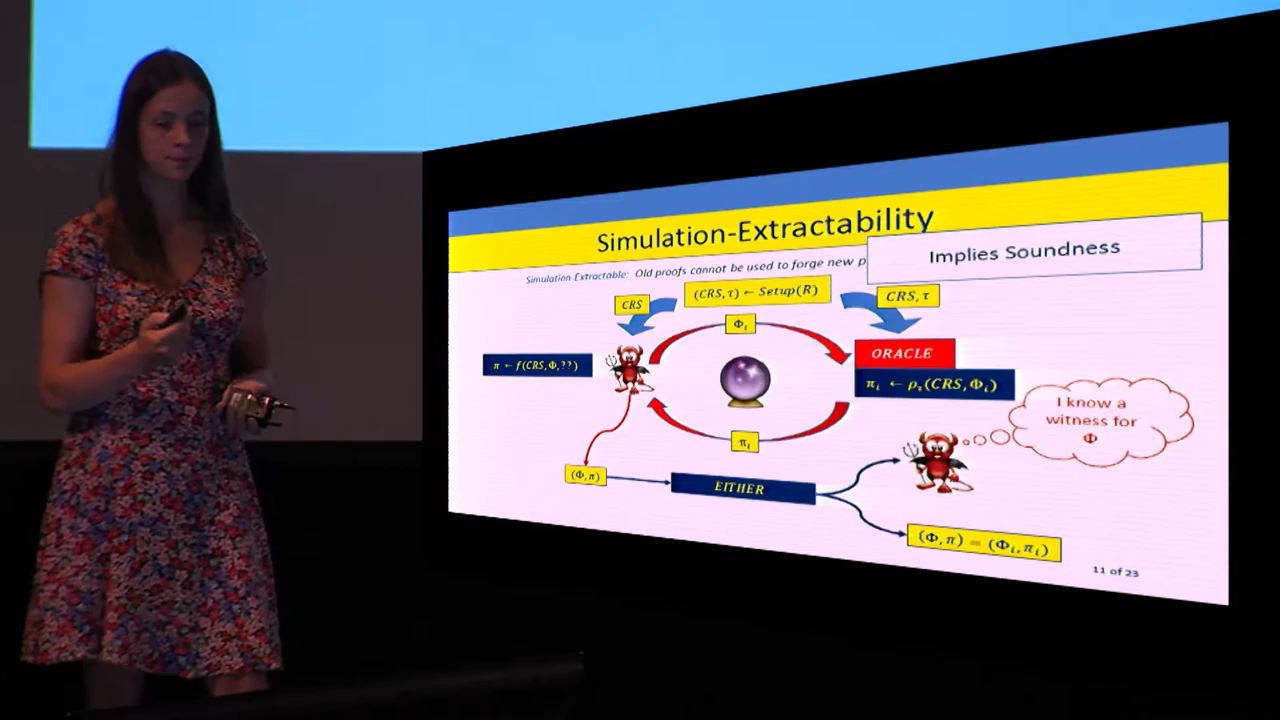 Simulation-Extractability
Implies Soundness
Simulation-Extractable: Old proofs cannot be used to forge new p
CRS
(CRS, τ) ← Setup(R)
CRS, τ
Φᵢ
π ← f(CRS, Φ, ??)
ORACLE
πᵢ ← ρₛ(CRS, Φᵢ)
I know a
witness for
Φ
πᵢ
(Φ, π)
EITHER
(Φ, π) = (Φᵢ, πᵢ)
11 of 23